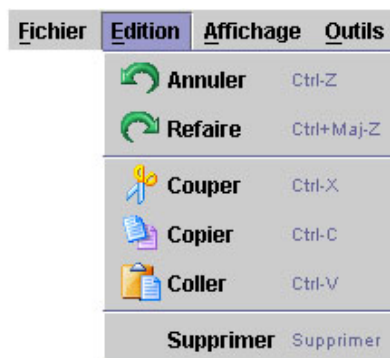 Fichier Edition Affichage Outils
Annuler Ctrl-Z
Refaire Ctrl+Maj-Z
Couper Ctrl-X
Copier Ctrl-C
Coller Ctrl-V
Supprimer Supprimer